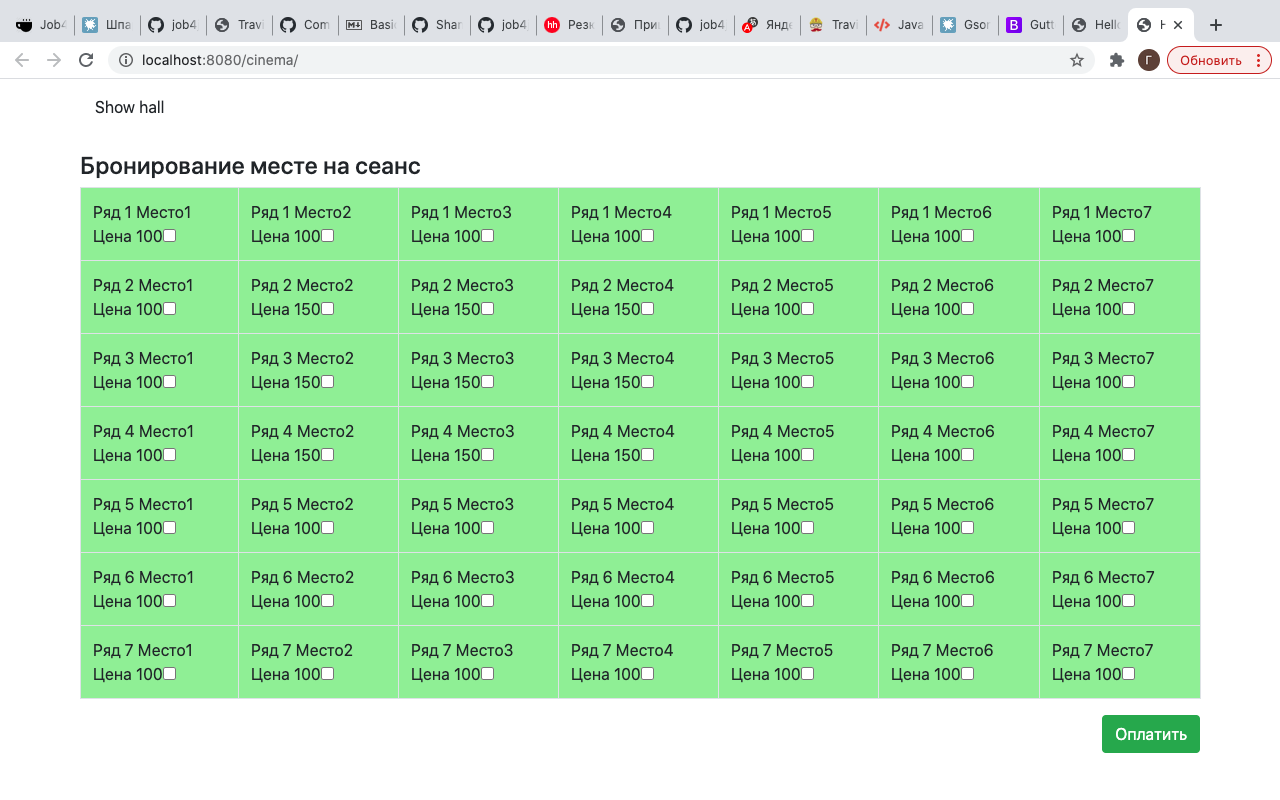 Job4 Шпа job4 Travi Com Basi Shar job4 Резю При job4 Янде Travi Java Gsor Gutt Hello H
localhost:8080/cinema/
Г
Обновить
Show hall
Бронирование месте на сеанс
Ряд 1 Место1 Ряд 1 Место2 Ряд 1 Место3 Ряд 1 Место4 Ряд 1 Место5 Ряд 1 Место6 Ряд 1 Место7
Цена 100 Цена 100 Цена 100 Цена 100 Цена 100 Цена 100 Цена 100
Ряд 2 Место1 Ряд 2 Место2 Ряд 2 Место3 Ряд 2 Место4 Ряд 2 Место5 Ряд 2 Место6 Ряд 2 Место7
Цена 100 Цена 150 Цена 150 Цена 150 Цена 100 Цена 100 Цена 100
Ряд 3 Место1 Ряд 3 Место2 Ряд 3 Место3 Ряд 3 Место4 Ряд 3 Место5 Ряд 3 Место6 Ряд 3 Место7
Цена 100 Цена 150 Цена 150 Цена 150 Цена 100 Цена 100 Цена 100
Ряд 4 Место1 Ряд 4 Место2 Ряд 4 Место3 Ряд 4 Место4 Ряд 4 Место5 Ряд 4 Место6 Ряд 4 Место7
Цена 100 Цена 150 Цена 150 Цена 150 Цена 100 Цена 100 Цена 100
Ряд 5 Место1 Ряд 5 Место2 Ряд 5 Место3 Ряд 5 Место4 Ряд 5 Место5 Ряд 5 Место6 Ряд 5 Место7
Цена 100 Цена 100 Цена 100 Цена 100 Цена 100 Цена 100 Цена 100
Ряд 6 Место1 Ряд 6 Место2 Ряд 6 Место3 Ряд 6 Место4 Ряд 6 Место5 Ряд 6 Место6 Ряд 6 Место7
Цена 100 Цена 100 Цена 100 Цена 100 Цена 100 Цена 100 Цена 100
Ряд 7 Место1 Ряд 7 Место2 Ряд 7 Место3 Ряд 7 Место4 Ряд 7 Место5 Ряд 7 Место6 Ряд 7 Место7
Цена 100 Цена 100 Цена 100 Цена 100 Цена 100 Цена 100 Цена 100
Оплатить